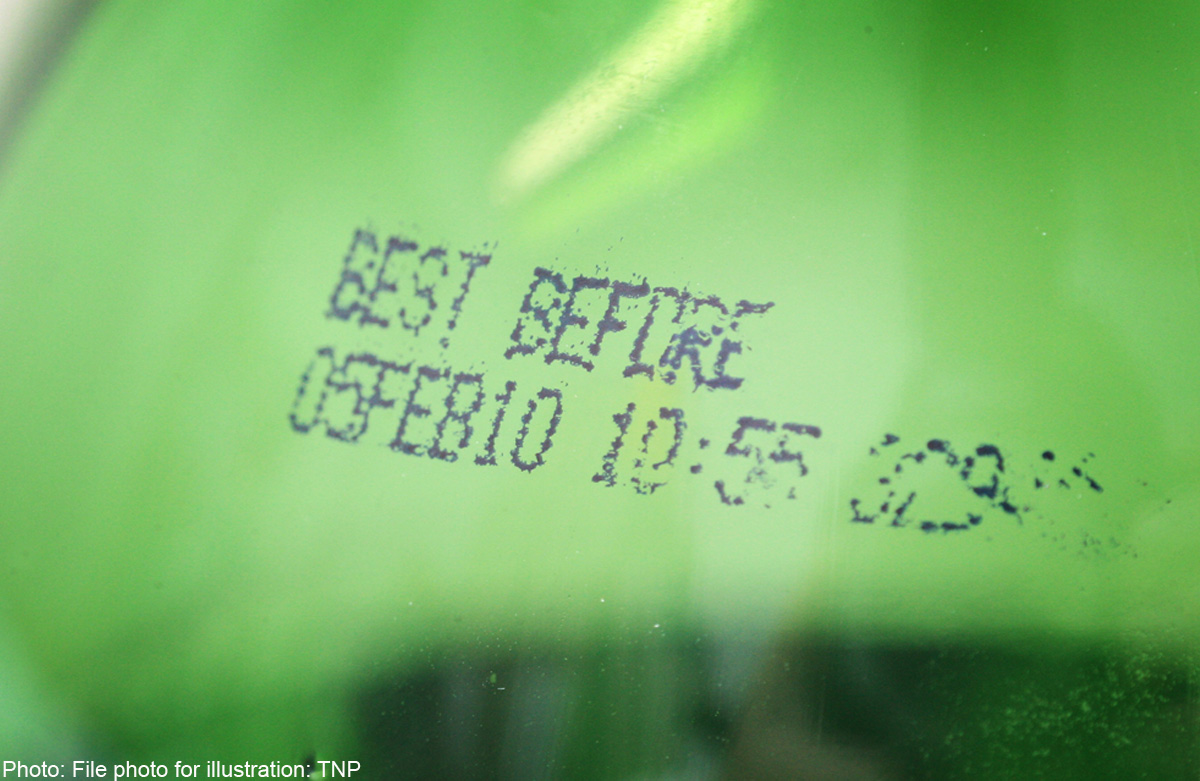 BEST BEFORE
05FEB10 10:55
Photo: File photo for illustration: TNP